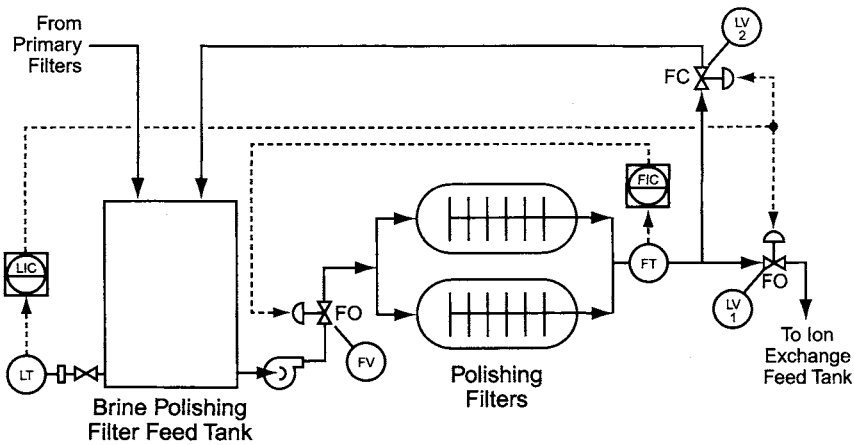 From
Primary
Filters
LV
2
FC
FIC
LIC
FT
LV
1
FO
FO
FV
LT
To Ion
Exchange
Feed Tank
Polishing
Filters
Brine Polishing
Filter Feed Tank